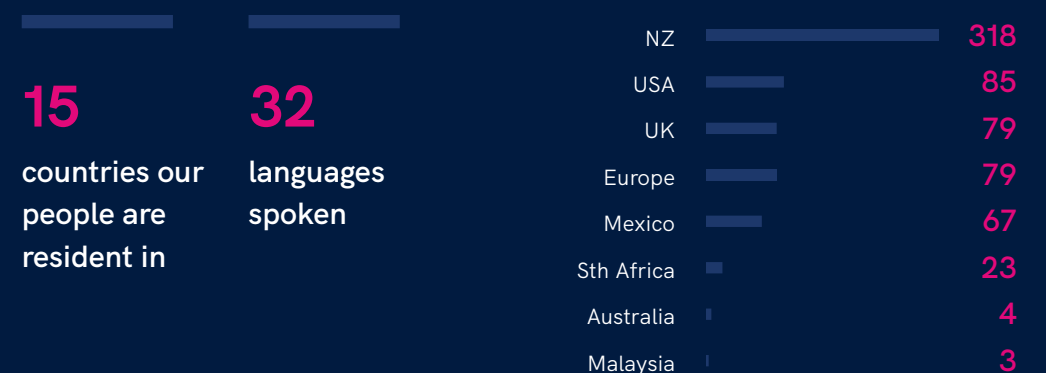 15
countries our
people are
resident in
32
languages
spoken
NZ 318
USA 85
UK 79
Europe 79
Mexico 67
Sth Africa 23
Australia 4
Malaysia 3